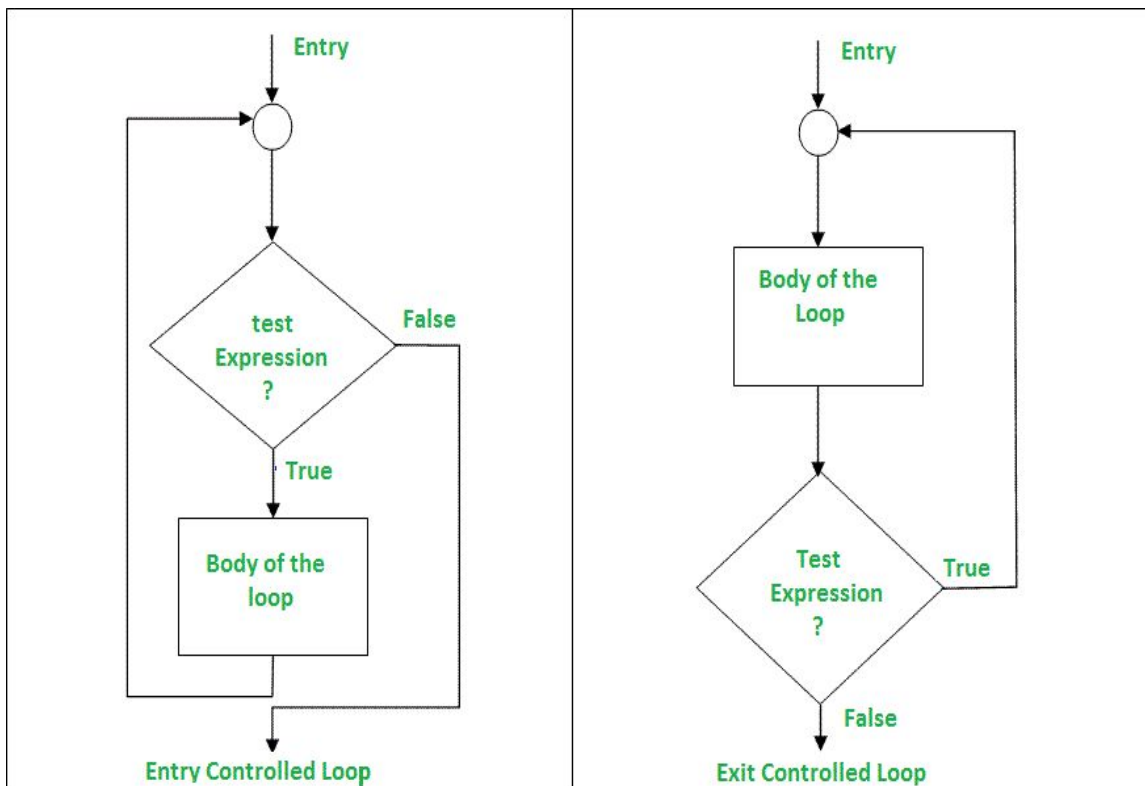 Entry
test
Expression
?
False
True
Body of the
loop
Entry Controlled Loop
Entry
Body of the
Loop
Test
Expression
?
True
False
Exit Controlled Loop